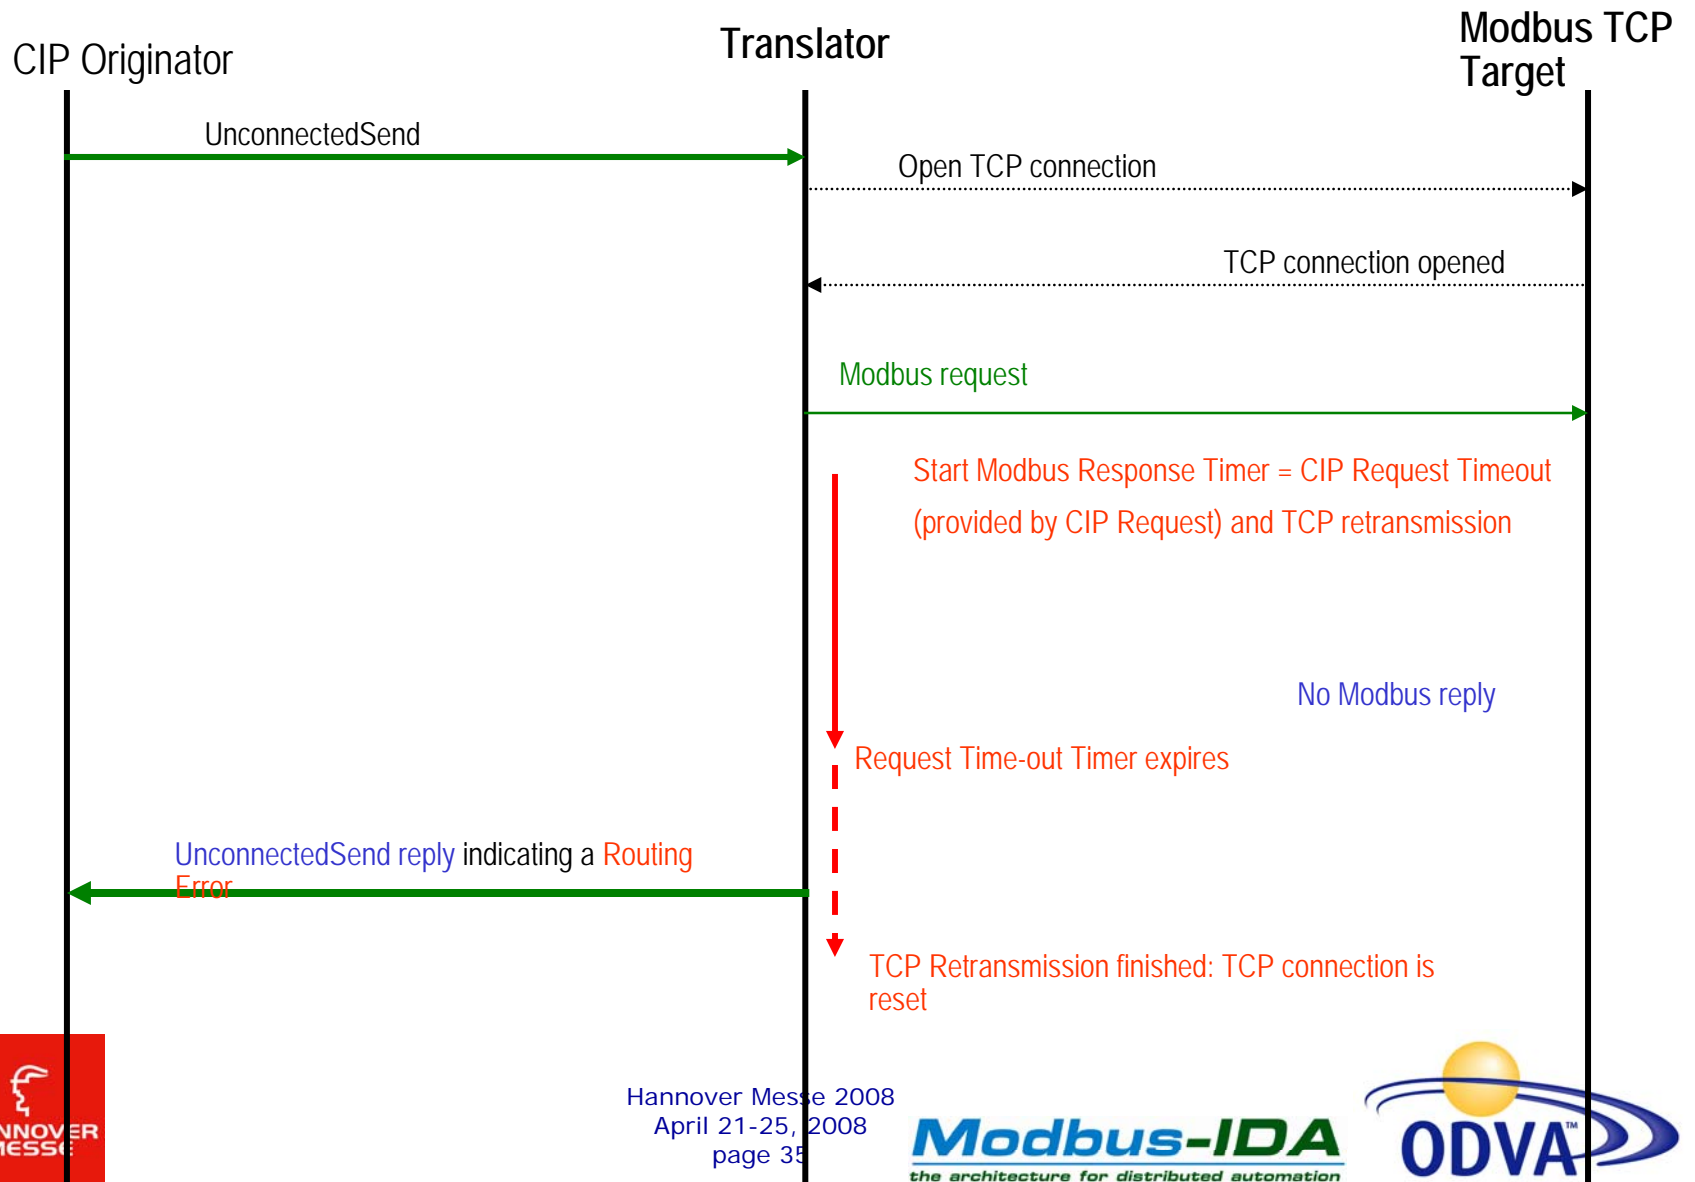 CIP Originator
Translator
Modbus TCP
Target
UnconnectedSend
Open TCP connection
TCP connection opened
Modbus request
Start Modbus Response Timer = CIP Request Timeout
(provided by CIP Request) and TCP retransmission
No Modbus reply
Request Time-out Timer expires
UnconnectedSend reply indicating a Routing
Error
TCP Retransmission finished: TCP connection is
reset
NNOVER
MESSE
Hannover Messe 2008
April 21-25, 2008
page 35
Modbus-IDA
the architecture for distributed automation
ODVA™